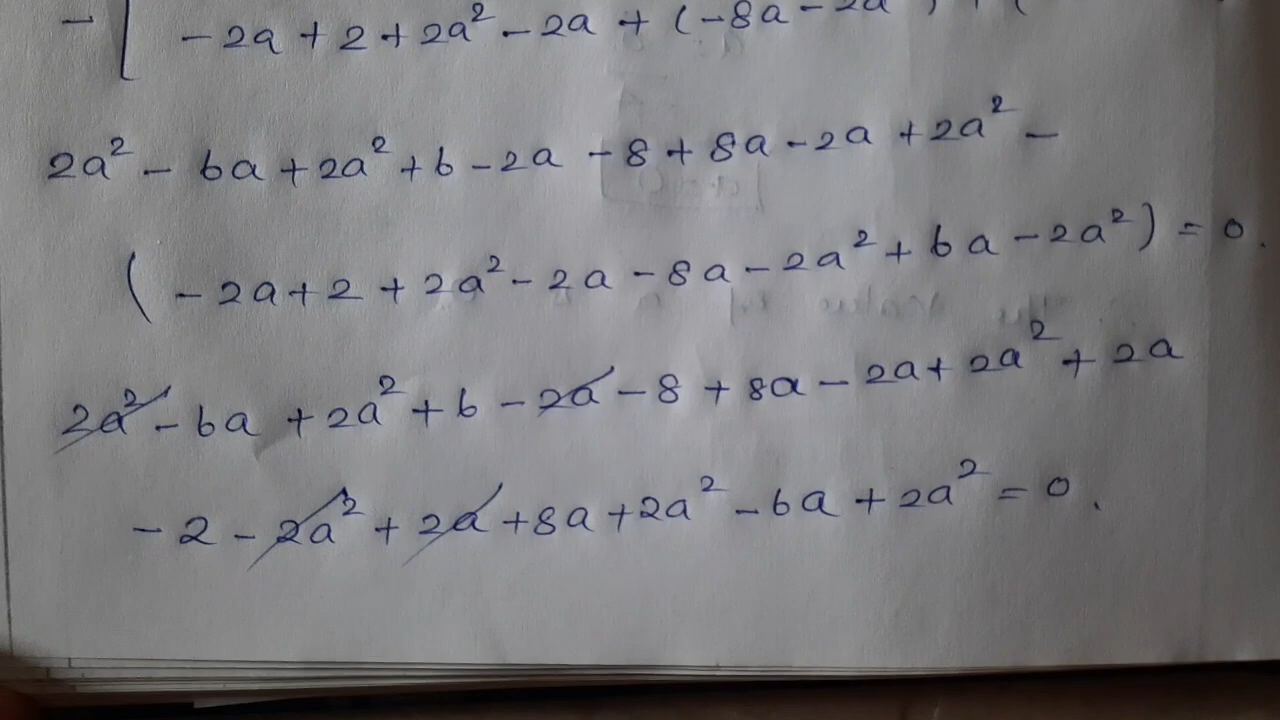 - [ - 2a + 2 + 2a² - 2a + (-8a - 2a
2a² - 6a + 2a² + 6 - 2a - 8 + 8a - 2a + 2a² -
( - 2a + 2 + 2a² - 2a - 8a - 2a² + 6a - 2a² ) = 0.
2a² - 6a + 2a² + 6 - 2a - 8 + 8a - 2a + 2a² + 2a
- 2 - 2a² + 2a + 8a + 2a² - 6a + 2a² = 0.